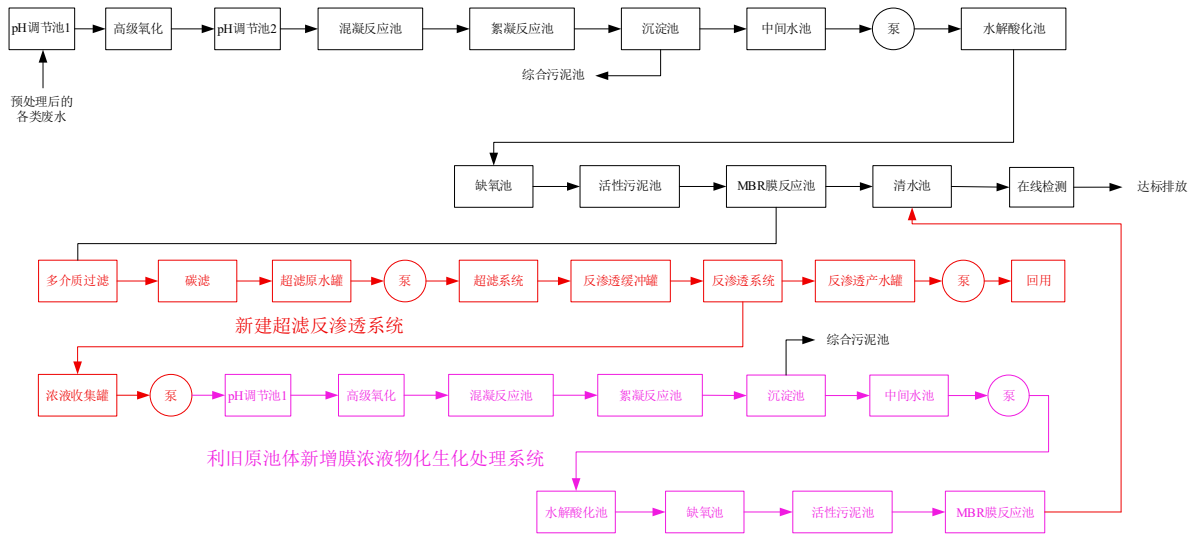 pH调节池1
高级氧化
pH调节池2
混凝反应池
絮凝反应池
沉淀池
中间水池
泵
水解酸化池
综合污泥池
预处理后的
各类废水
缺氧池
活性污泥池
MBR膜反应池
清水池
在线检测
达标排放
多介质过滤
碳滤
超滤原水罐
泵
超滤系统
反渗透缓冲罐
反渗透系统
反渗透产水罐
泵
回用
新建超滤反渗透系统
综合污泥池
浓液收集罐
泵
pH调节池1
高级氧化
混凝反应池
絮凝反应池
沉淀池
中间水池
泵
利旧原池体新增膜浓液物化生化处理系统
水解酸化池
缺氧池
活性污泥池
MBR膜反应池